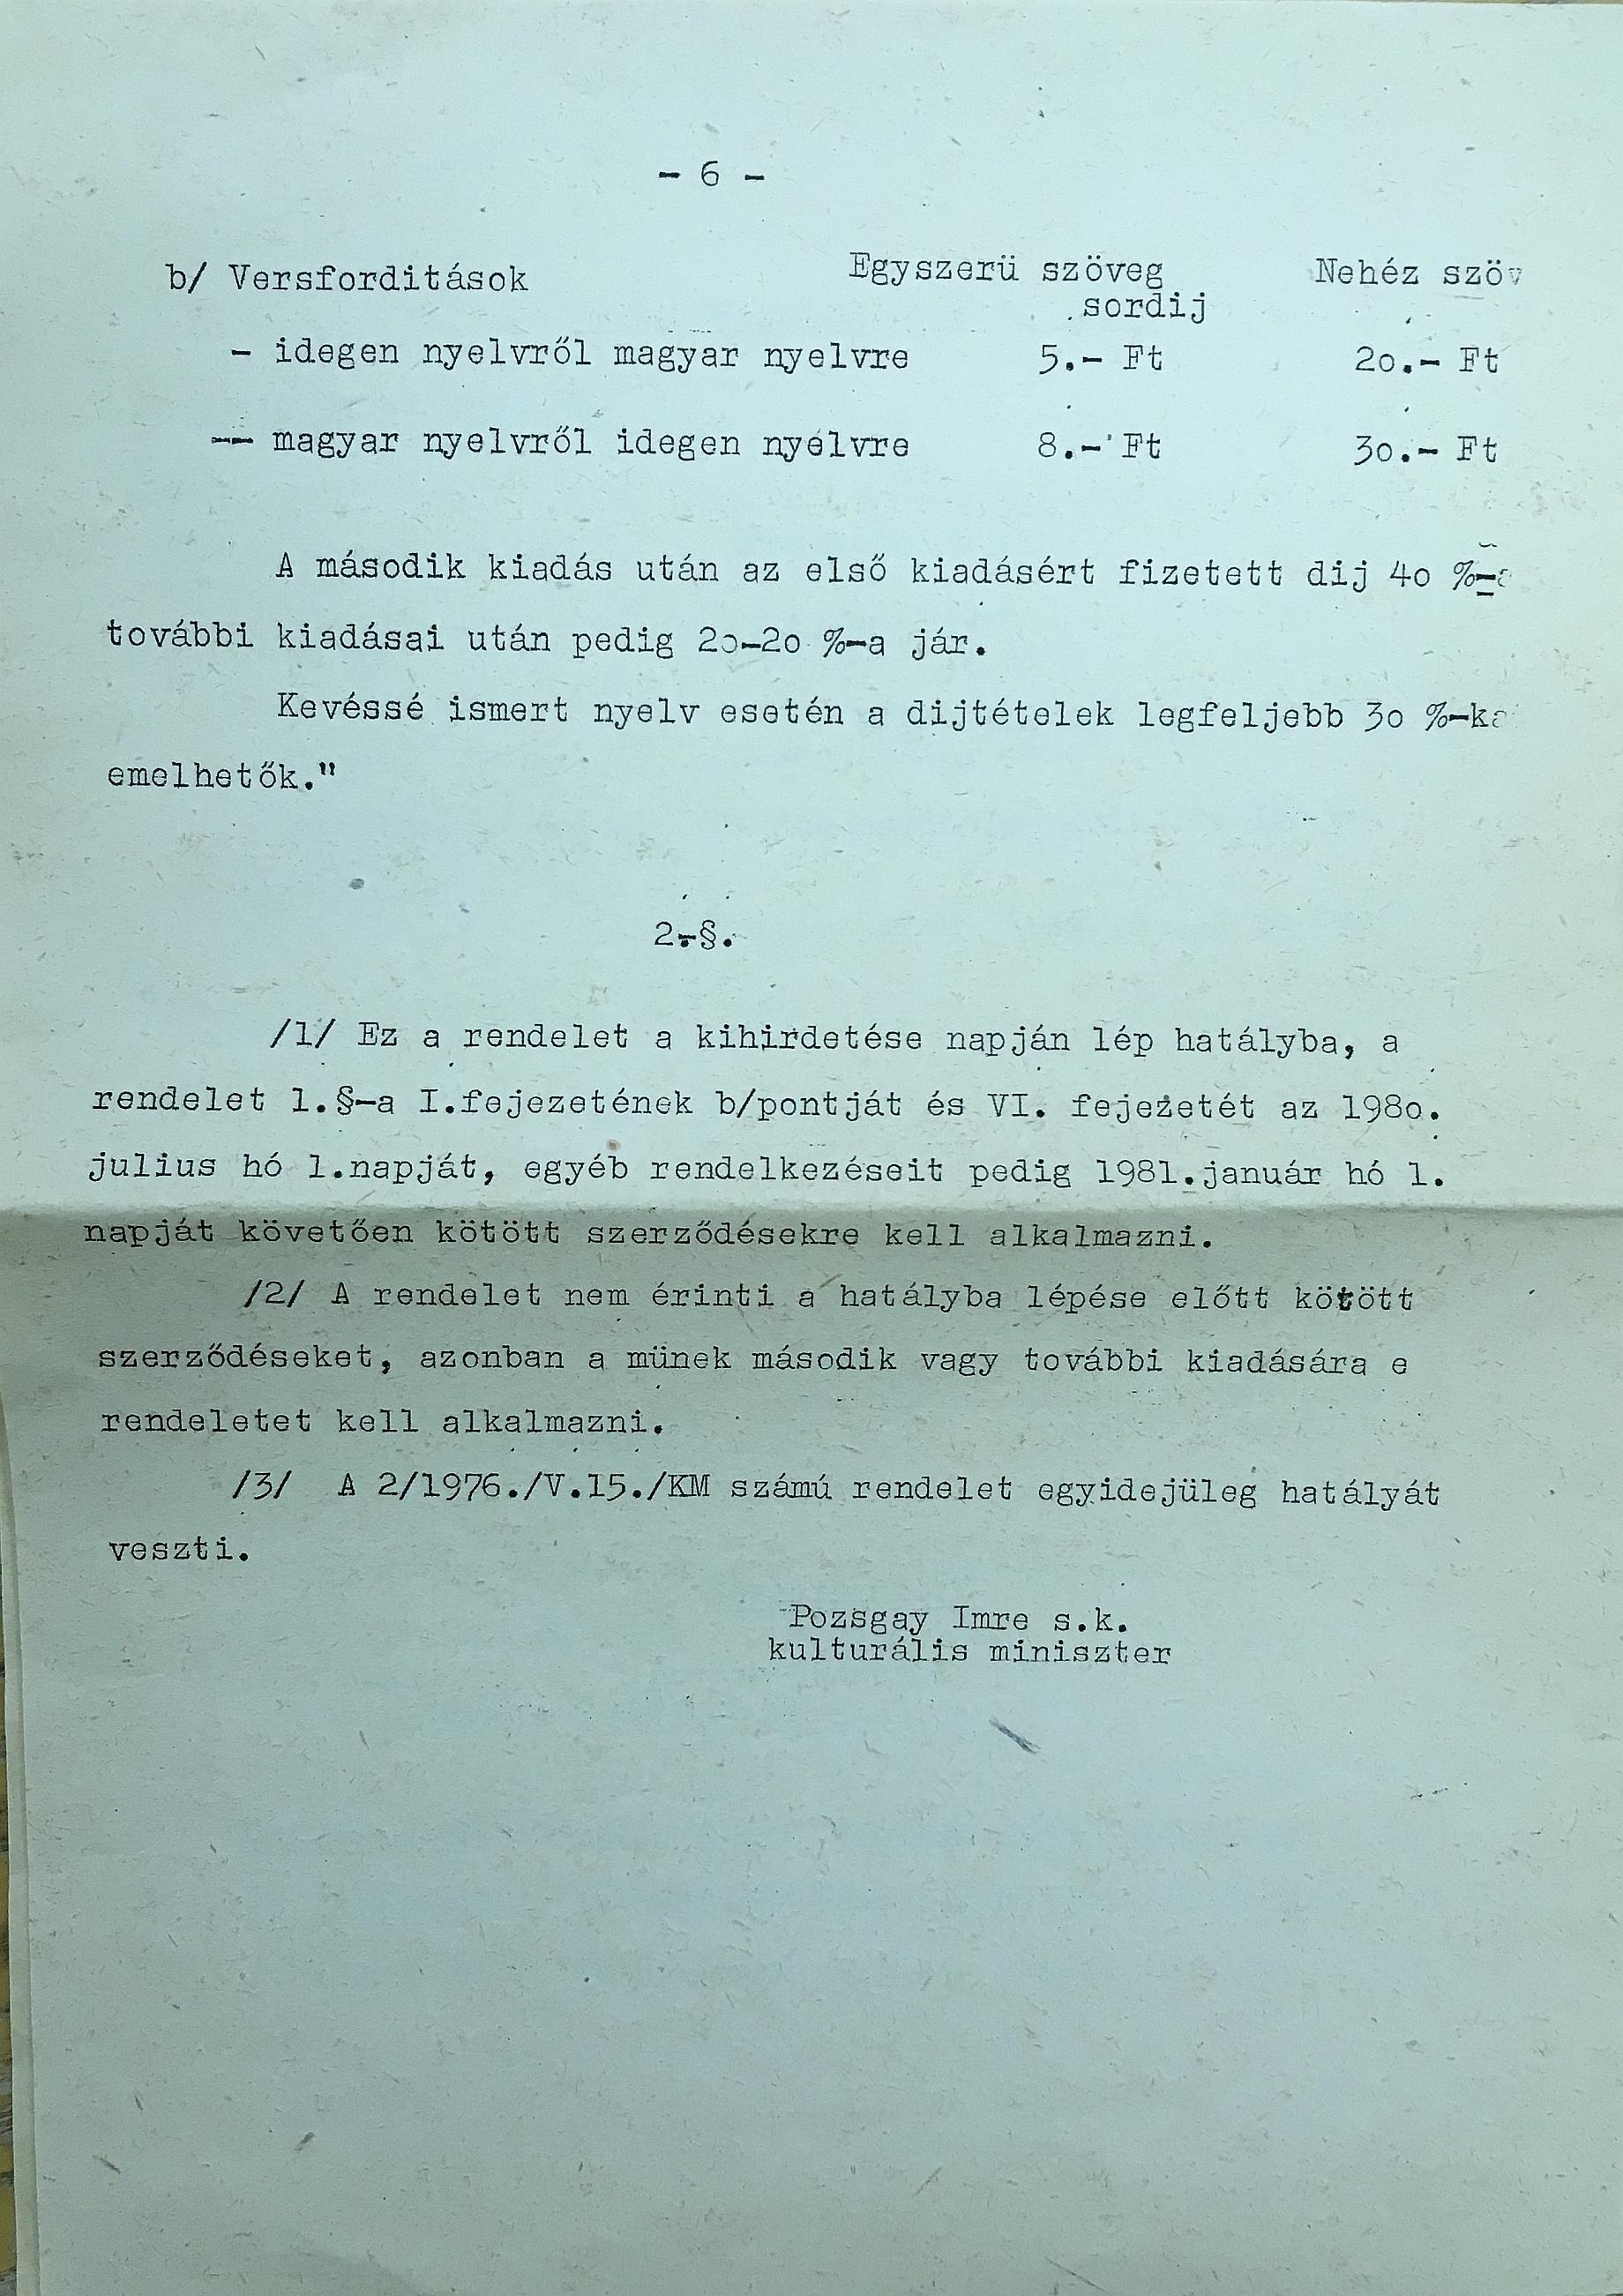 - 6 -
b/ Versforditások Egyszerü szöveg Nehéz szöv
sordij
- idegen nyelvről magyar nyelvre 5.- Ft 2o.- Ft
-- magyar nyelvről idegen nyelvre 8.- Ft 3o.- Ft
A második kiadás után az első kiadásért fizetett dij 4o %-a
további kiadásai után pedig 2o-2o %-a jár.
Kevéssé ismert nyelv esetén a dijtételek legfeljebb 3o %-ka
emelhetők."
2.-§.
/1/ Ez a rendelet a kihirdetése napján lép hatályba, a
rendelet 1.§-a I.fejezetének b/pontját és VI. fejezetét az 198o.
julius hó 1.napját, egyéb rendelkezéseit pedig 1981.január hó 1.
napját követően kötött szerződésekre kell alkalmazni.
/2/ A rendelet nem érinti a hatályba lépése előtt kötött
szerződéseket, azonban a münek második vagy további kiadására e
rendeletet kell alkalmazni.
/3/ A 2/1976./V.15./KM számú rendelet egyidejüleg hatályát
veszti.
Pozsgay Imre s.k.
kulturális miniszter